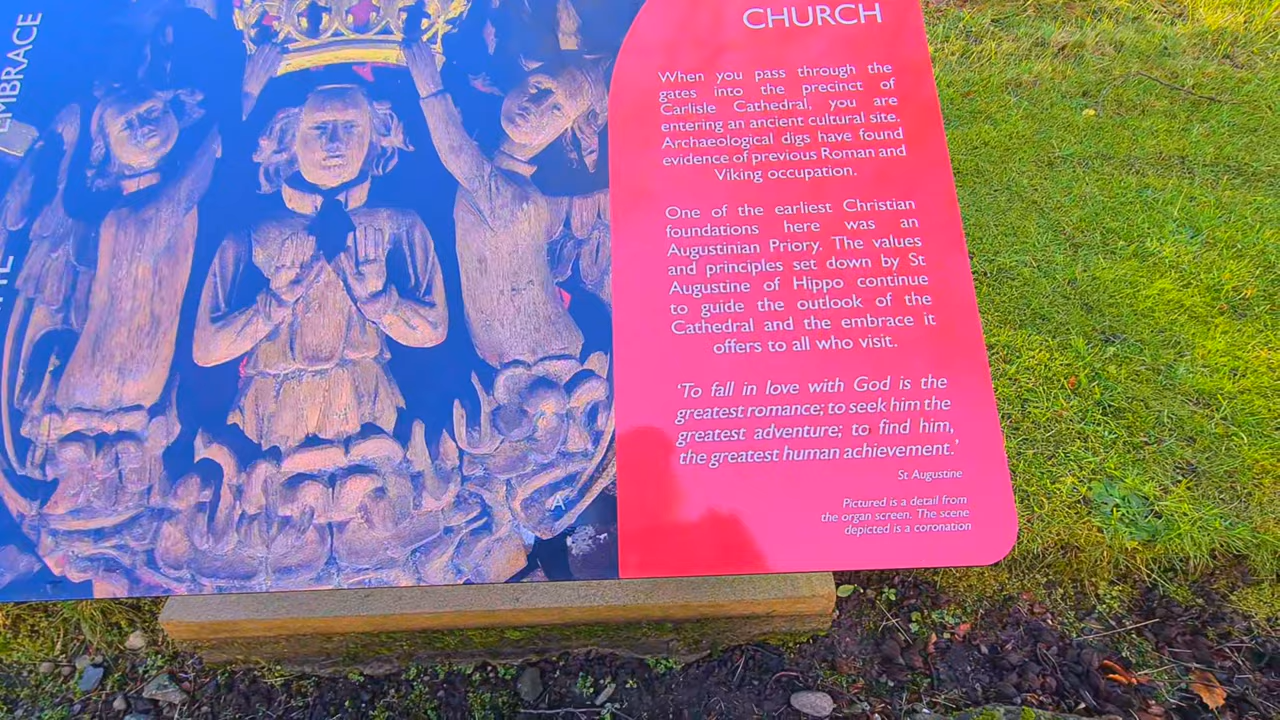 EMBRACE
CHURCH
When you pass through the
gates into the precinct of
Carlisle Cathedral, you are
entering an ancient cultural site.
Archaeological digs have found
evidence of previous Roman and
Viking occupation.
One of the earliest Christian
foundations here was an
Augustinian Priory. The values
and principles set down by St
Augustine of Hippo continue
to guide the outlook of the
Cathedral and the embrace it
offers to all who visit.
‘To fall in love with God is the
greatest romance; to seek him the
greatest adventure; to find him,
the greatest human achievement.’
St Augustine
Pictured is a detail from
the organ screen. The scene
depicted is a coronation